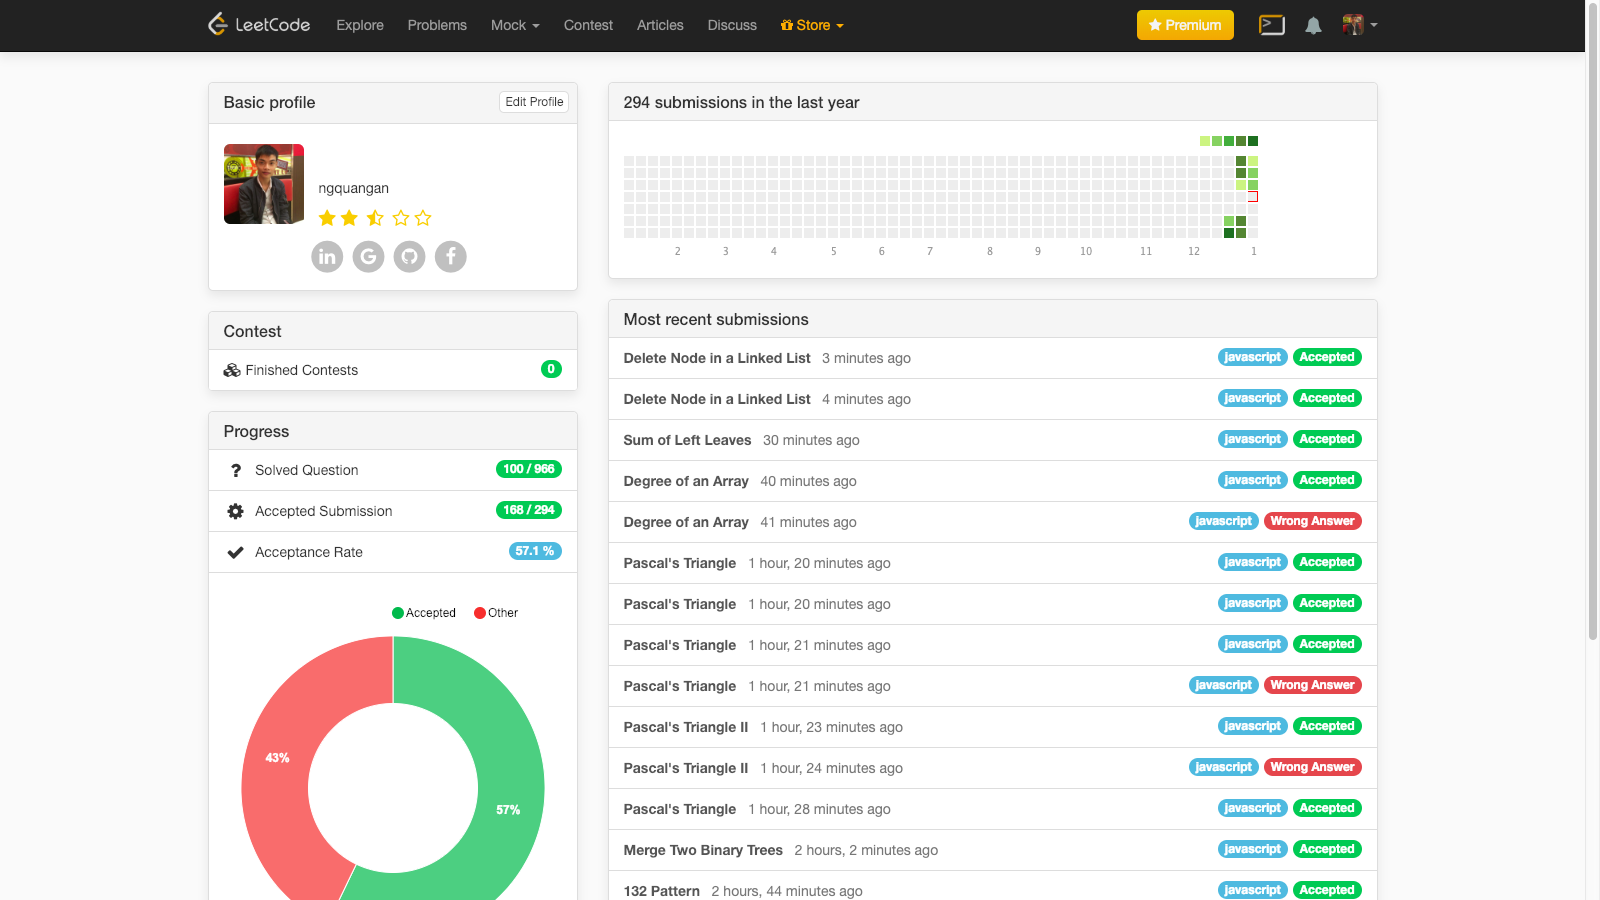 LeetCode Explore Problems Mock Contest Articles Discuss Store Premium
Basic profile Edit Profile
ngquangan
Contest
Finished Contests 0
Progress
? Solved Question 100 / 966
Accepted Submission 168 / 294
Acceptance Rate 57.1 %
Accepted Other
43%
57%
294 submissions in the last year
2 3 4 5 6 7 8 9 10 11 12 1
Most recent submissions
Delete Node in a Linked List 3 minutes ago javascript Accepted
Delete Node in a Linked List 4 minutes ago javascript Accepted
Sum of Left Leaves 30 minutes ago javascript Accepted
Degree of an Array 40 minutes ago javascript Accepted
Degree of an Array 41 minutes ago javascript Wrong Answer
Pascal's Triangle 1 hour, 20 minutes ago javascript Accepted
Pascal's Triangle 1 hour, 20 minutes ago javascript Accepted
Pascal's Triangle 1 hour, 21 minutes ago javascript Accepted
Pascal's Triangle 1 hour, 21 minutes ago javascript Wrong Answer
Pascal's Triangle II 1 hour, 23 minutes ago javascript Accepted
Pascal's Triangle II 1 hour, 24 minutes ago javascript Wrong Answer
Pascal's Triangle 1 hour, 28 minutes ago javascript Accepted
Merge Two Binary Trees 2 hours, 2 minutes ago javascript Accepted
132 Pattern 2 hours, 44 minutes ago javascript Accepted